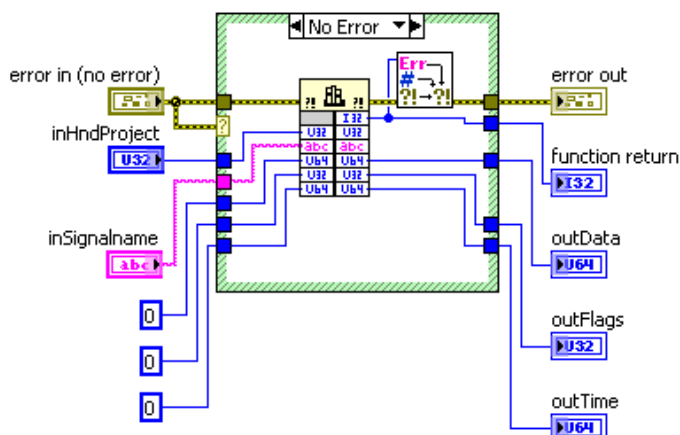 No Error
error in (no error)
Err
#
?!→?!
error out
?!
?!
?
I32
inHndProject
U32
U32
U32
function return
abc
abc
U32
U64
U64
I32
U32
U32
U64
U64
inSignalname
abc
outData
U64
0
outFlags
0
U32
0
outTime
U64